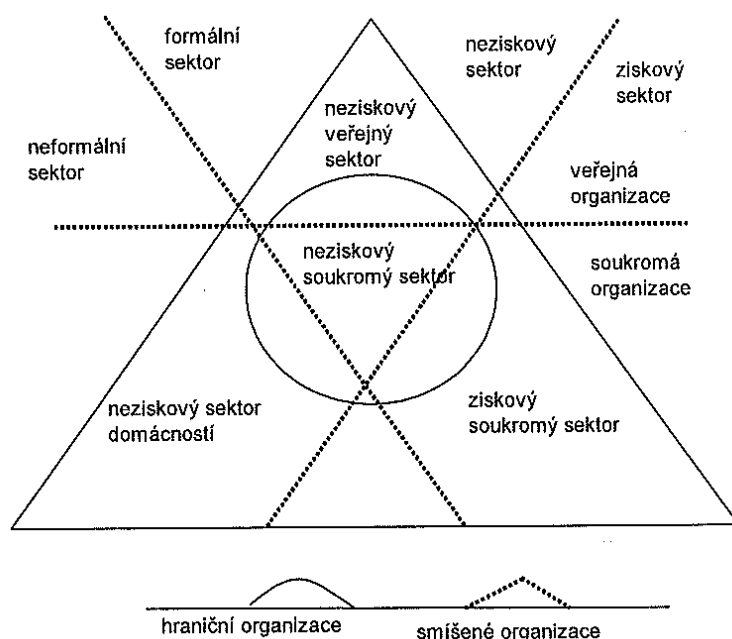 formální
sektor
neziskový
sektor
ziskový
sektor
neformální
sektor
neziskový
veřejný
sektor
veřejná
organizace
neziskový
soukromý sektor
soukromá
organizace
neziskový sektor
domácností
ziskový
soukromý sektor
hraniční organizace
smíšené organizace